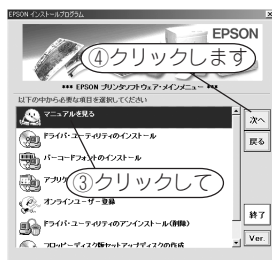 EPSON インストールプログラム
EPSON
④クリックします
*** EPSON プリンタソフトウェア・メインメニュー ***
以下の中から必要な項目を選択してください
マニュアルを見る
次へ
ドライバ・ユーティリティのインストール
戻る
バーコードフォントのインストール
アプリケ
③クリックして
オンラインユーザー登録
ドライバ・ユーティリティのアンインストール(削除)
終了
フロッピーディスク版セットアップディスクの作成
Ver.